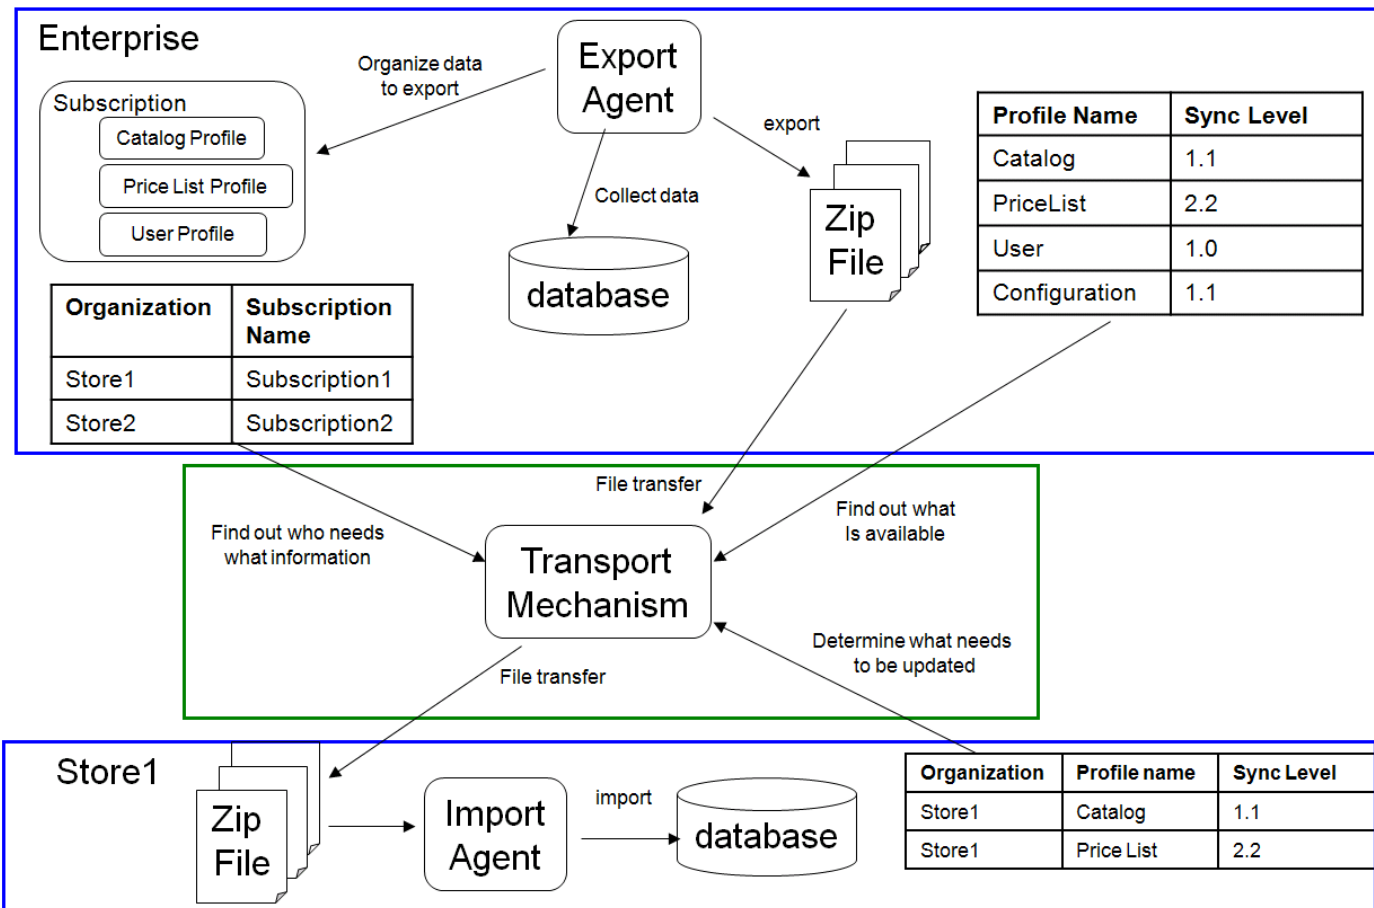 Enterprise
Organize data
to export
Export
Agent
export
Subscription
Catalog Profile
Price List Profile
User Profile
Collect data
database
Zip
File
Profile Name Sync Level
Catalog 1.1
PriceList 2.2
User 1.0
Configuration 1.1
Organization Subscription
Name
Store1 Subscription1
Store2 Subscription2
File transfer
Find out who needs
what information
Find out what
Is available
Transport
Mechanism
Determine what needs
to be updated
File transfer
Store1
Zip
File
Import
Agent
import
database
Organization Profile name Sync Level
Store1 Catalog 1.1
Store1 Price List 2.2